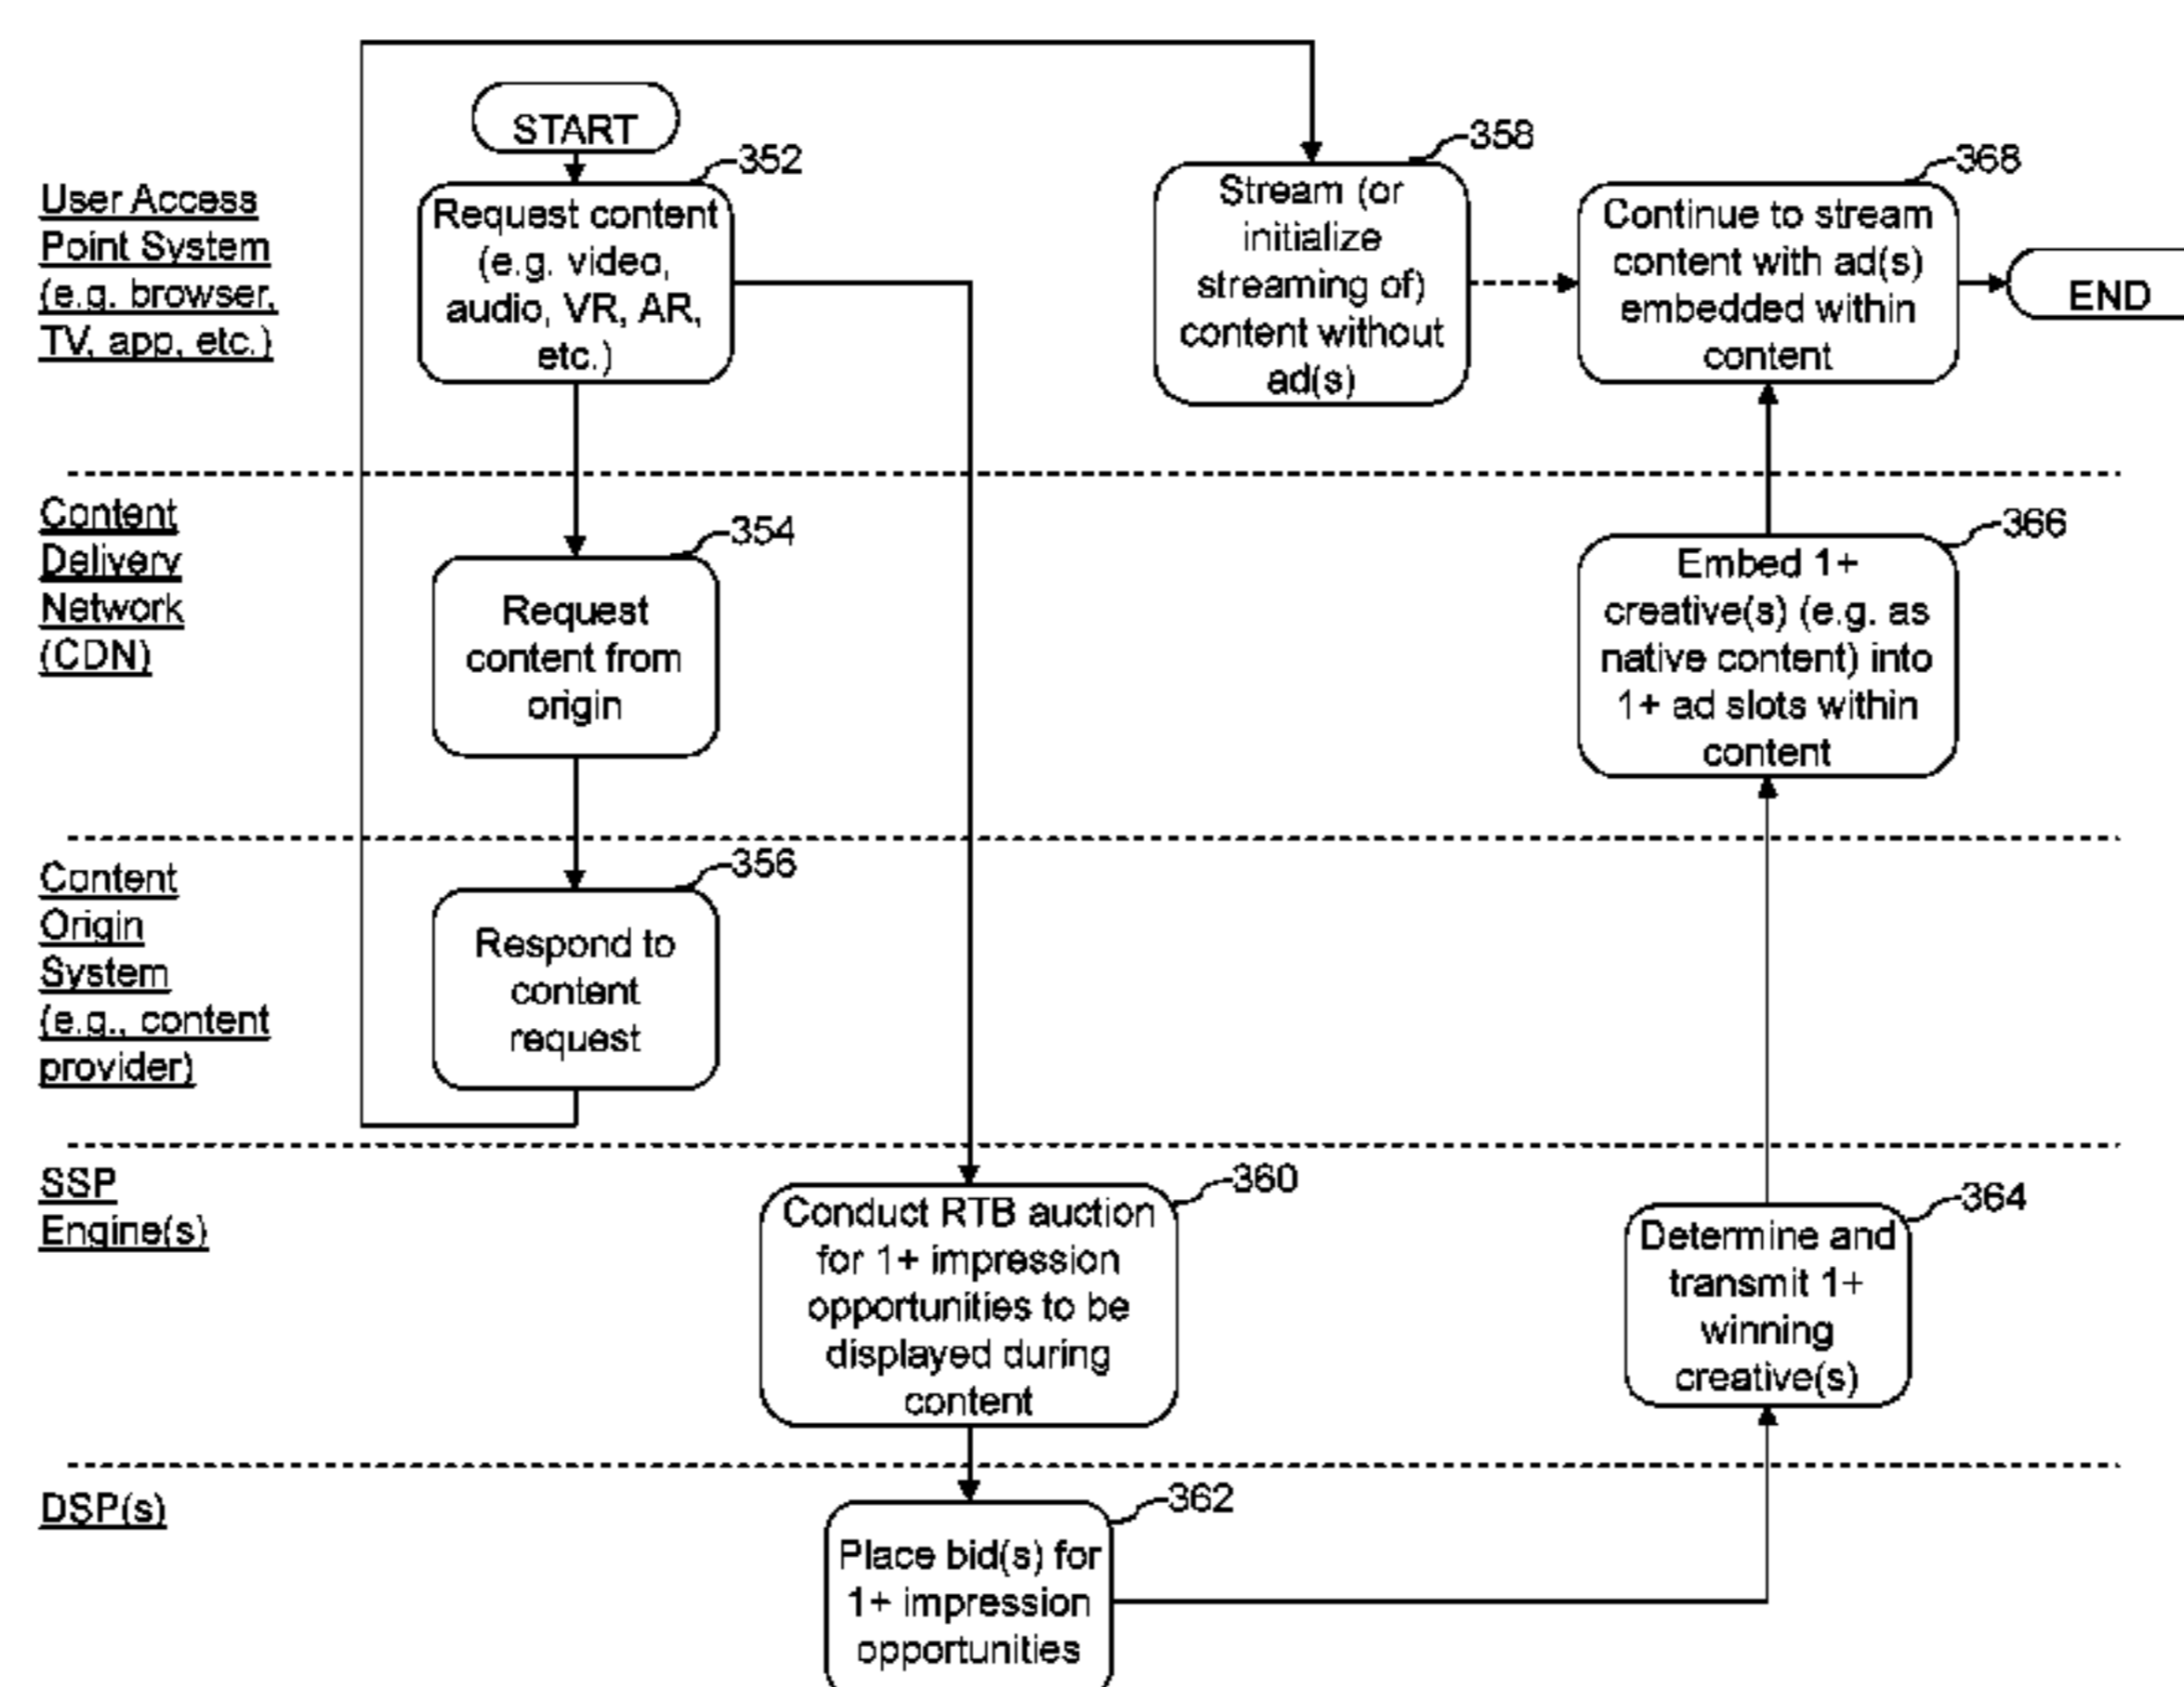 START
352
358
368
User Access
Point System
(e.g. browser,
TV, app, etc.)
Request content
(e.g. video,
audio, VR, AR,
etc.)
Stream (or
initialize
streaming of)
content without
ad(s)
Continue to stream
content with ad(s)
embedded within
content
END
Content
Delivery
Network
(CDN)
354
Request
content from
origin
366
Embed 1+
creative(s) (e.g. as
native content) into
1+ ad slots within
content
Content
Origin
System
(e.g., content
provider)
356
Respond to
content
request
SSP
Engine(s)
360
Conduct RTB auction
for 1+ impression
opportunities to be
displayed during
content
364
Determine and
transmit 1+
winning
creative(s)
DSP(s)
362
Place bid(s) for
1+ impression
opportunities